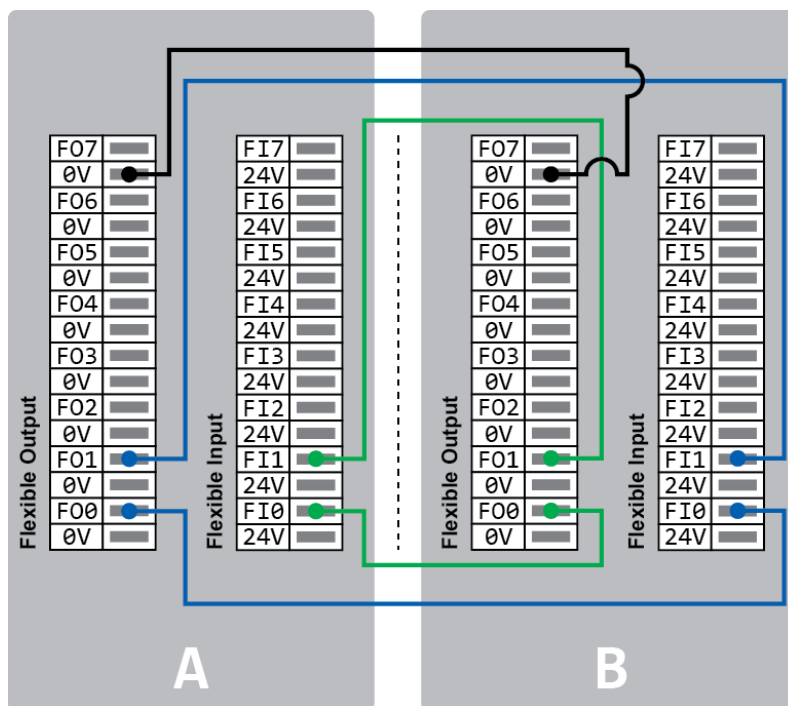 FO7
0V
FO6
0V
FO5
0V
FO4
0V
FO3
0V
FO2
0V
FO1
0V
FO0
0V
Flexible Output
FI7
24V
FI6
24V
FI5
24V
FI4
24V
FI3
24V
FI2
24V
FI1
24V
FI0
24V
Flexible Input
A
FO7
0V
FO6
0V
FO5
0V
FO4
0V
FO3
0V
FO2
0V
FO1
0V
FO0
0V
Flexible Output
FI7
24V
FI6
24V
FI5
24V
FI4
24V
FI3
24V
FI2
24V
FI1
24V
FI0
24V
Flexible Input
B